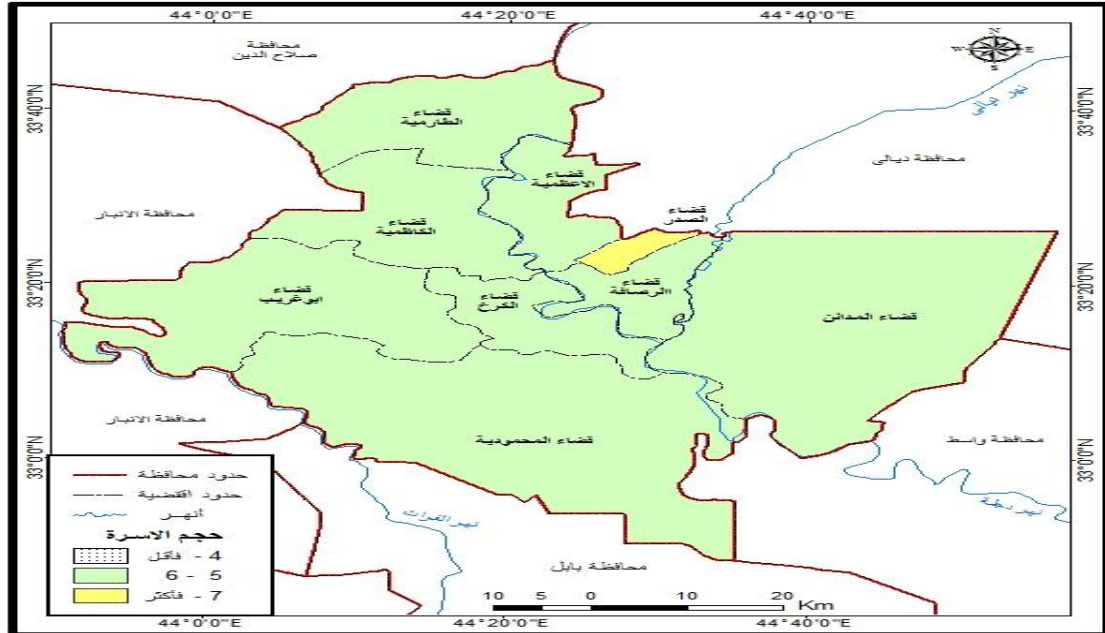 44°0'0"E 44°20'0"E 44°40'0"E
محافظة
صلاح الدين
N
W E
S
قضاء
الطارمية
33°40'0"N 33°40'0"N
نهر ديالى
محافظة ديالى
قضاء
الاعظمية
قضاء
الصدر
محافظة الانبار
قضاء
الكاظمية
33°20'0"N 33°20'0"N
قضاء
ابوغريب
قضاء
الكرخ
قضاء
الرصافة
قضاء المدائن
محافظة الانبار
قضاء المحمودية
محافظة واسط
33°0'0"N 33°0'0"N
نهر دجلة
نهر الفرات
محافظة بابل
حدود محافظة
حدود اقتضية
أنهر
حجم الاسرة
4 - فأقل
5 - 6
7 - فأكثر
10 5 0 10 20 Km
44°0'0"E 44°20'0"E 44°40'0"E